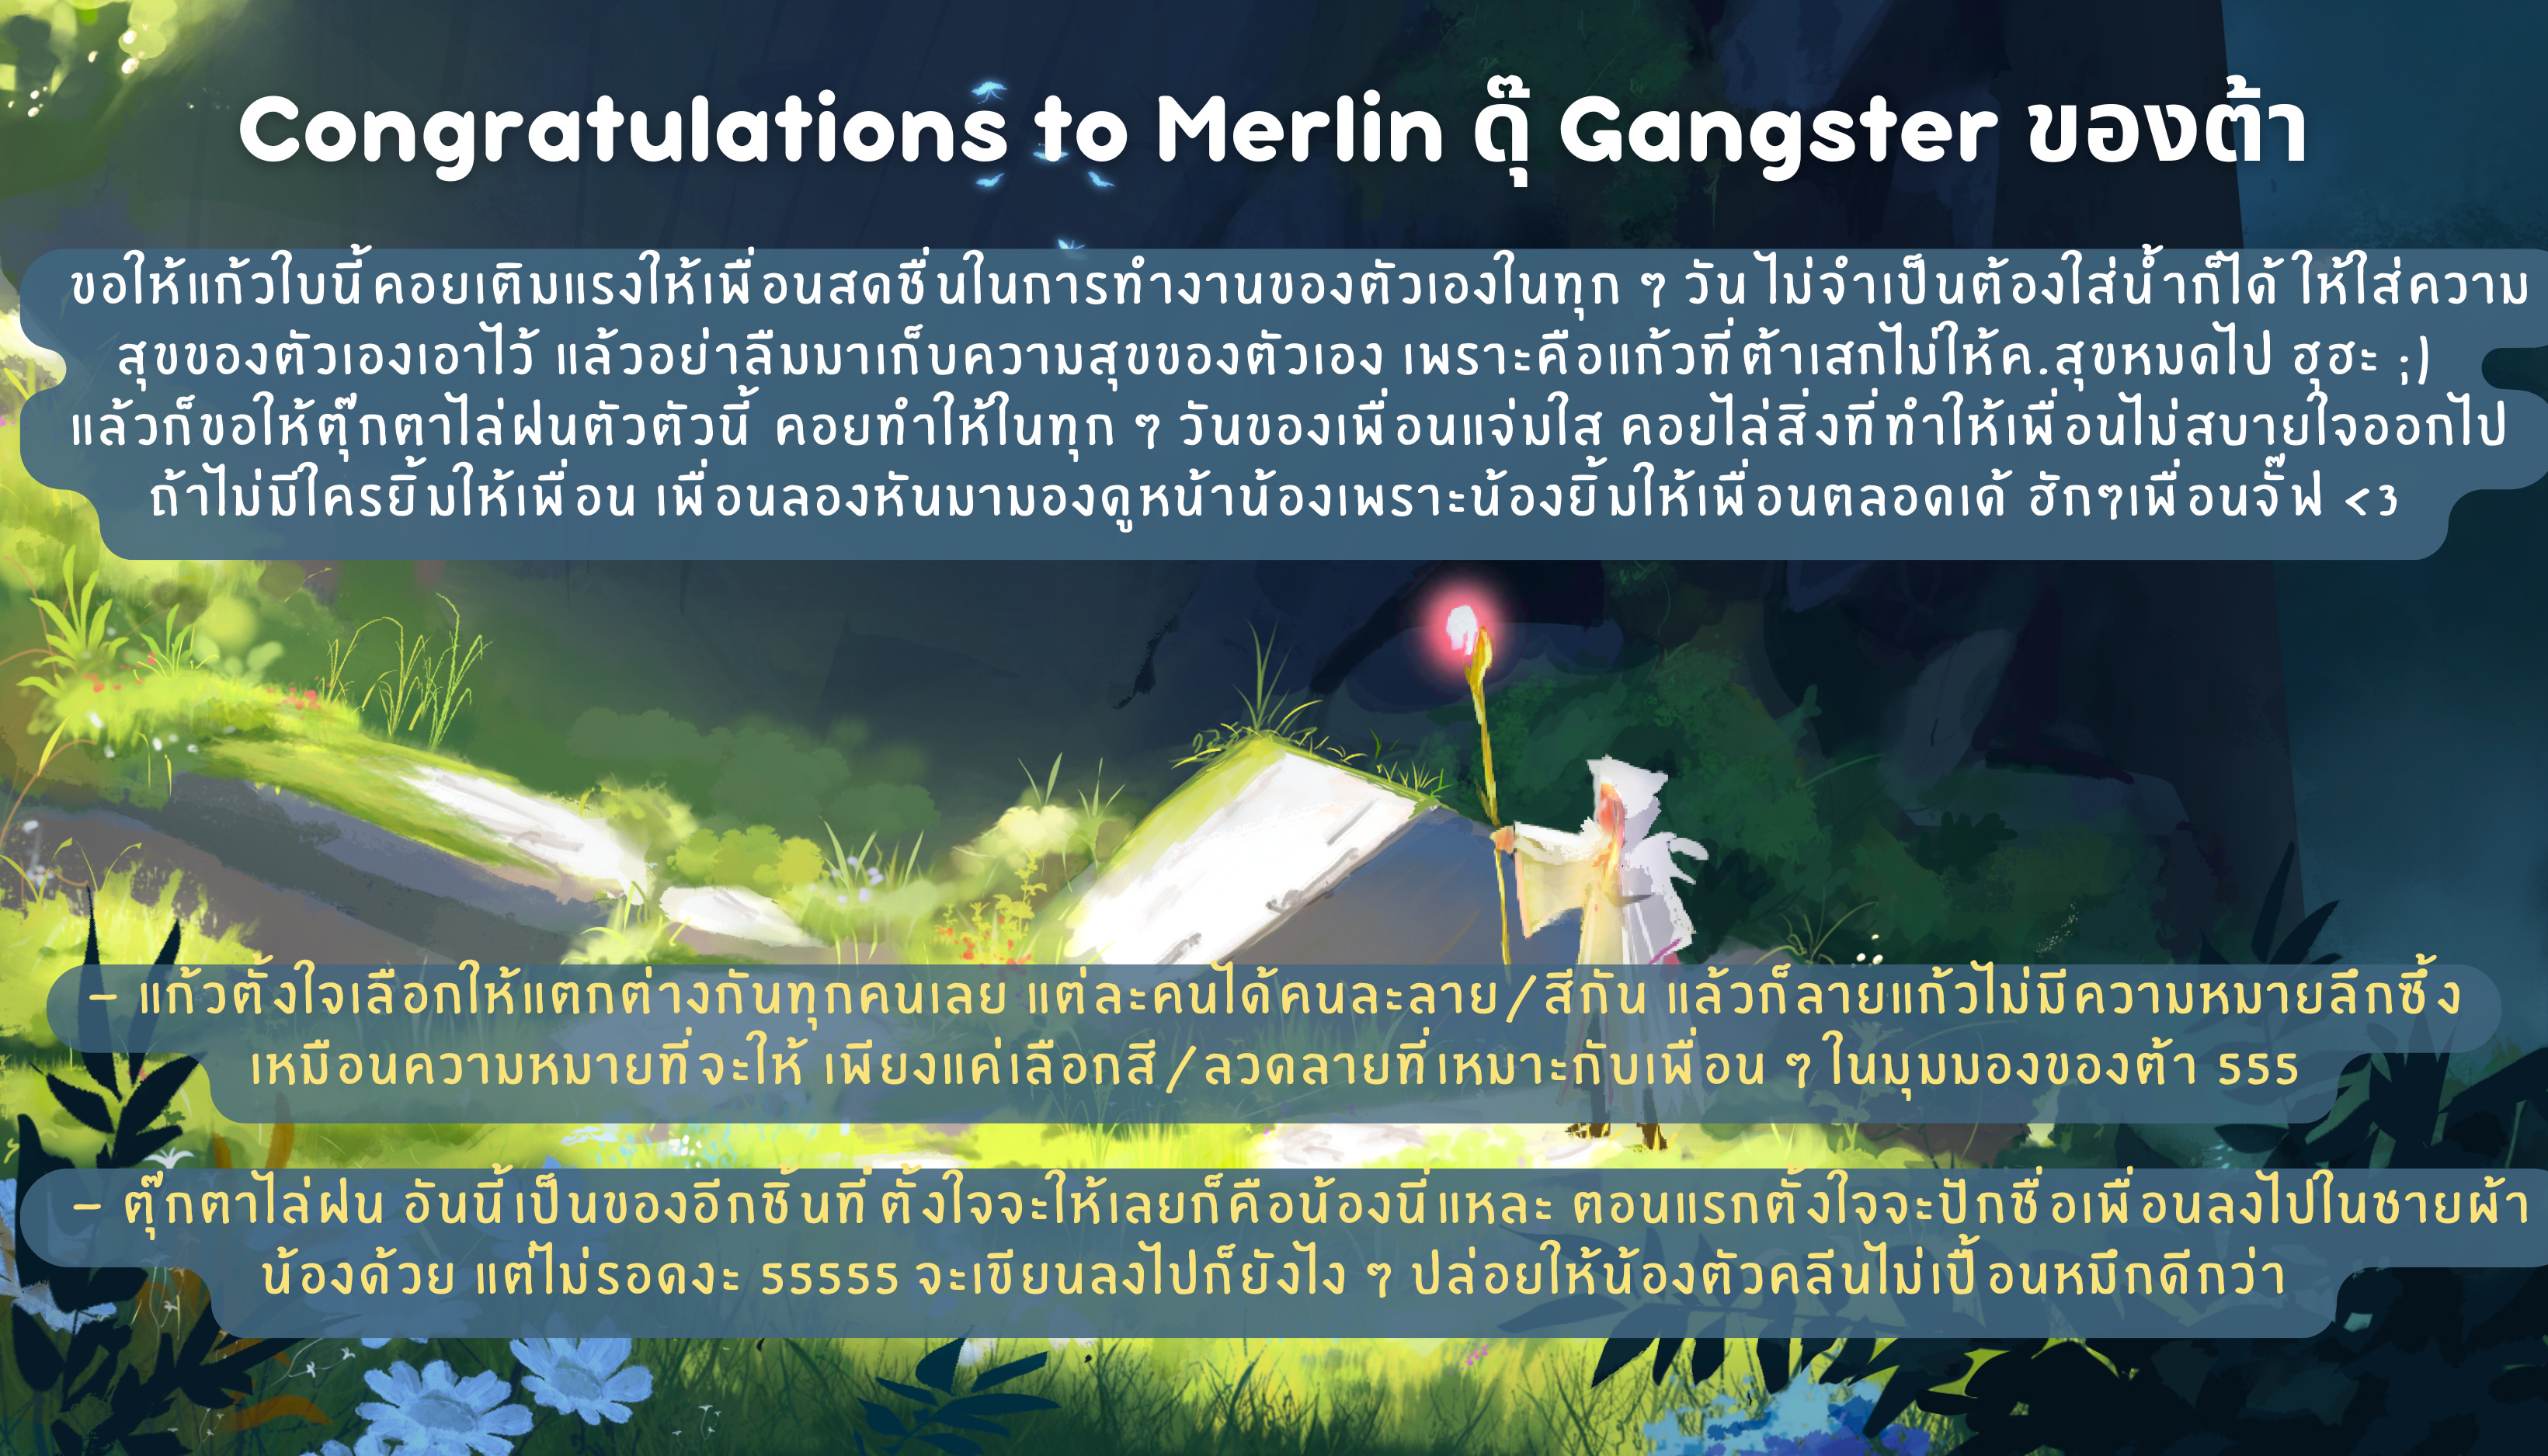 Congratulations to Merlin ดุ๊ Gangster ของต้า
ขอให้แก้วใบนี้คอยเติมแรงให้เพื่อนสดชื่นในการทำงานของตัวเองในทุก ๆ วัน ไม่จำเป็นต้องใส่น้ำก็ได้ ให้ใส่ความ
สุขของตัวเองเอาไว้ แล้วอย่าลืมมาเก็บความสุขของตัวเอง เพราะคือแก้วที่ต้าเสกไม่ให้ค.สุขหมดไป ฮุฮะ ;)
แล้วก็ขอให้ตุ๊กตาไล่ฝนตัวตัวนี้ คอยทำให้ในทุก ๆ วันของเพื่อนแจ่มใส คอยไล่สิ่งที่ทำให้เพื่อนไม่สบายใจออกไป
ถ้าไม่มีใครยิ้มให้เพื่อน เพื่อนลองหันมามองดูหน้าน้องเพราะน้องยิ้มให้เพื่อนตลอดเด้ ฮักๆเพื่อนจั๊ฟ <3
– แก้วตั้งใจเลือกให้แตกต่างกันทุกคนเลย แต่ละคนได้คนละลาย/สีกัน แล้วก็ลายแก้วไม่มีความหมายลึกซึ้ง
เหมือนความหมายที่จะให้ เพียงแค่เลือกสี/ลวดลายที่เหมาะกับเพื่อน ๆ ในมุมมองของต้า 555
– ตุ๊กตาไล่ฝน อันนี้เป็นของอีกชิ้นที่ตั้งใจจะให้เลยก็คือน้องนี่แหละ ตอนแรกตั้งใจจะปักชื่อเพื่อนลงไปในชายผ้า
น้องด้วย แต่ไม่รอดงะ 55555 จะเขียนลงไปก็ยังไง ๆ ปล่อยให้น้องตัวคลีนไม่เปื้อนหมึกดีกว่า